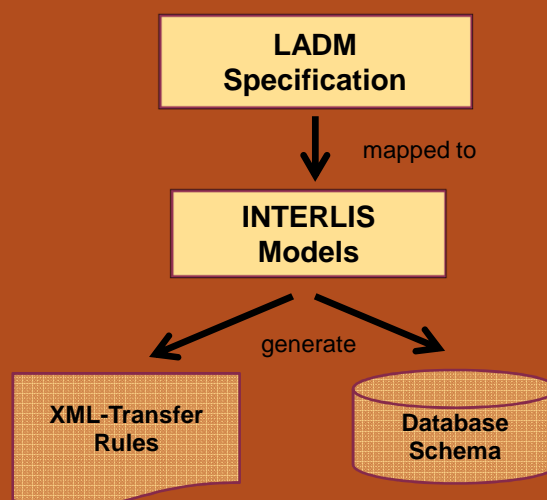 LADM
Specification
mapped to
INTERLIS
Models
generate
XML-Transfer
Rules
Database
Schema